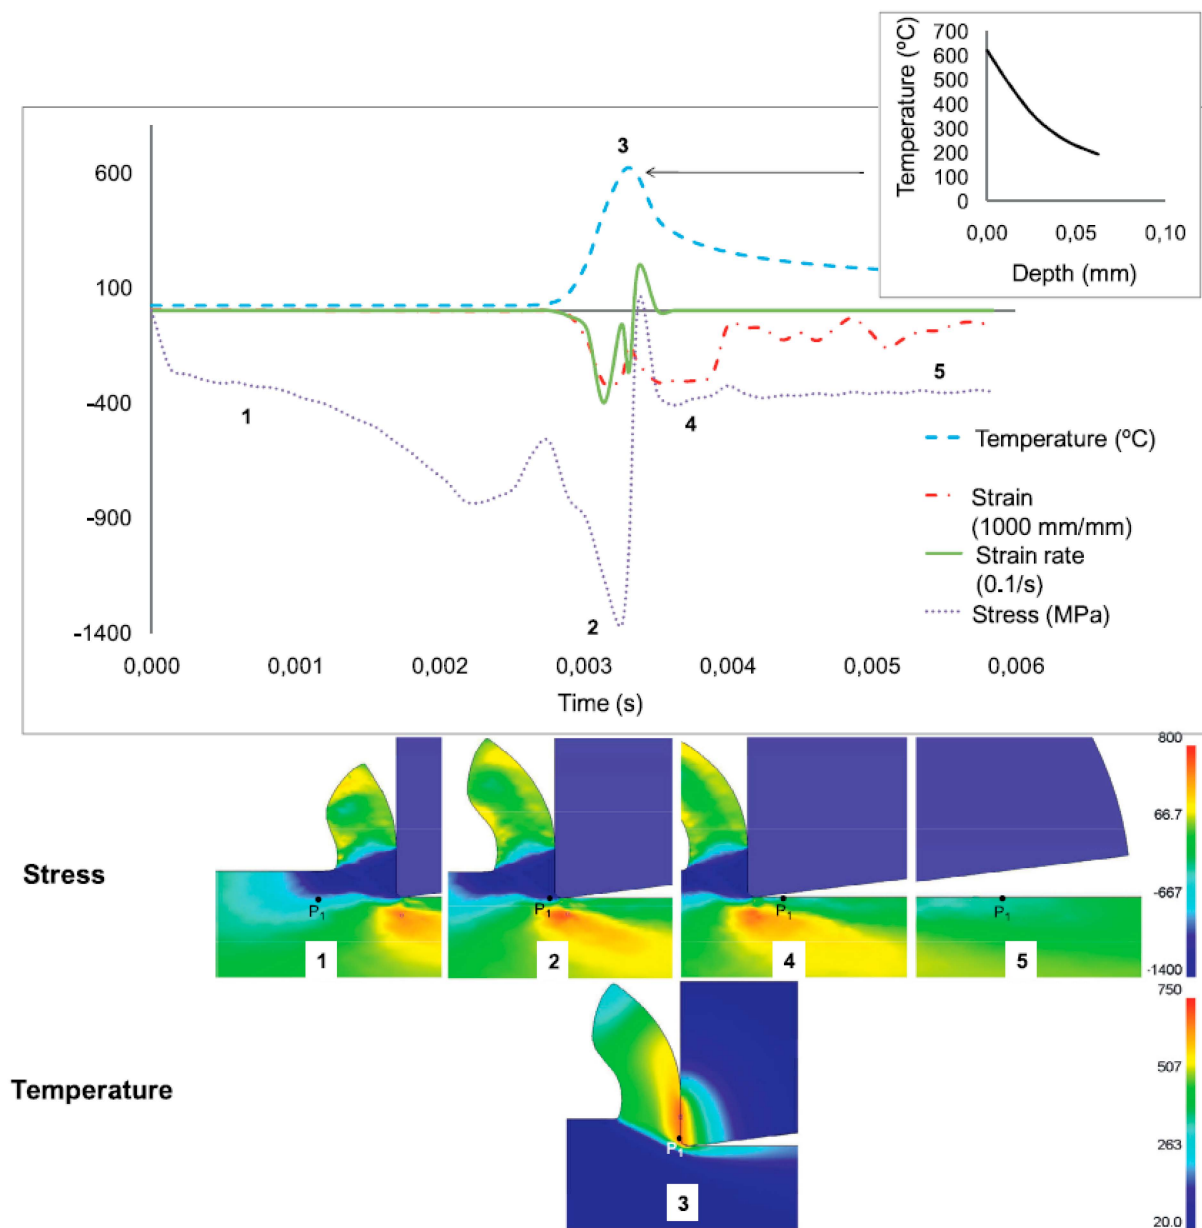 700
600
500
400
300
200
100
0
Temperature (ºC)
0,00 0,05 0,10
Depth (mm)
600
100
-400
-900
-1400
3
1
2
4
5
Temperature (ºC)
Strain
(1000 mm/mm)
Strain rate
(0.1/s)
Stress (MPa)
0,000 0,001 0,002 0,003 0,004 0,005 0,006
Time (s)
Stress
P1
1
P1
2
P1
4
P1
5
800
66.7
-667
-1400
Temperature
P1
3
750
507
263
20.0